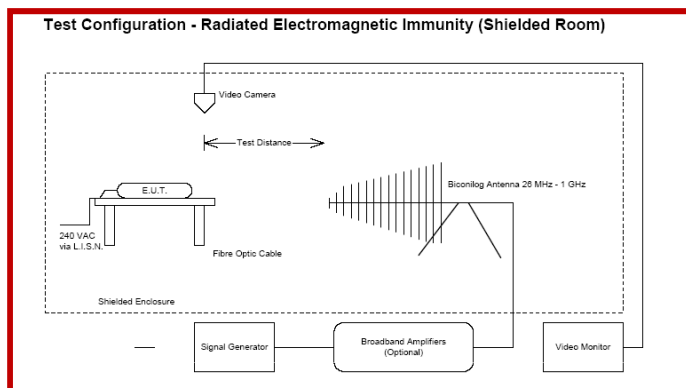 Test Configuration - Radiated Electromagnetic Immunity (Shielded Room)
Video Camera
Test Distance
E.U.T.
Biconilog Antenna 26 MHz - 1 GHz
240 VAC
via L.I.S.N.
Fibre Optic Cable
Shielded Enclosure
Signal Generator
Broadband Amplifiers
(Optional)
Video Monitor